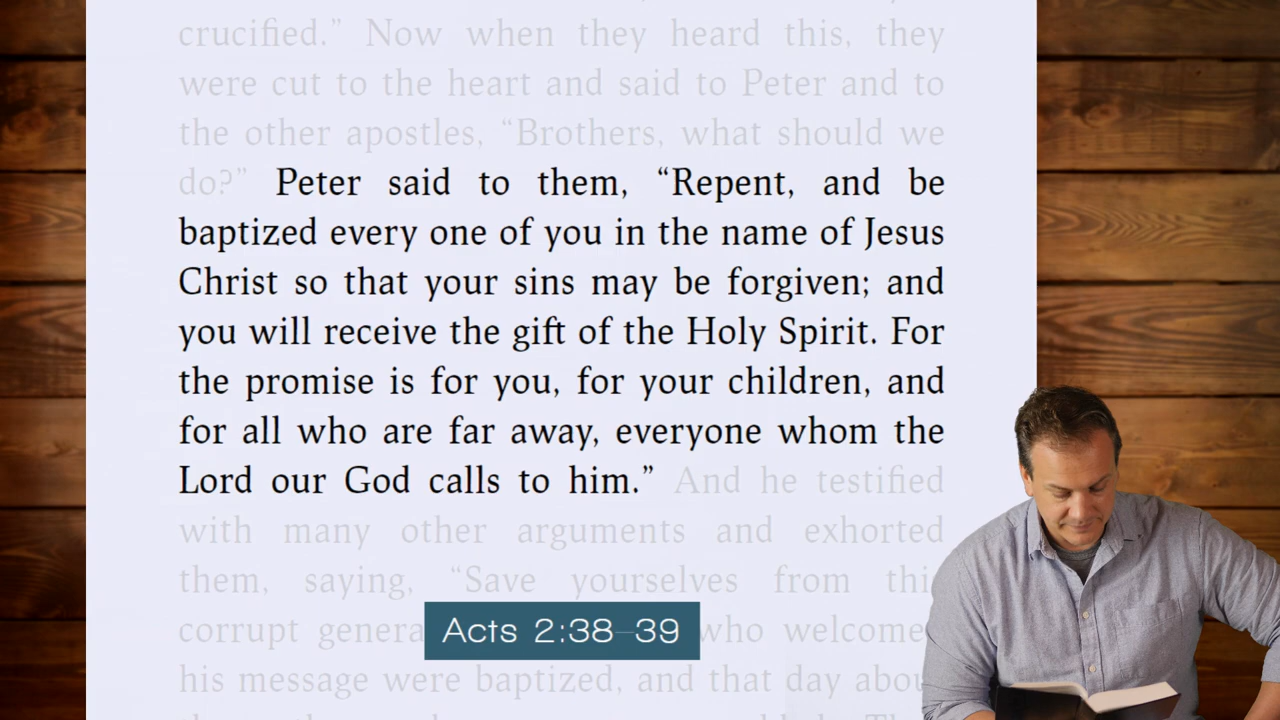 crucified.” Now when they heard this, they
were cut to the heart and said to Peter and to
the other apostles, “Brothers, what should we
do?” Peter said to them, “Repent, and be
baptized every one of you in the name of Jesus
Christ so that your sins may be forgiven; and
you will receive the gift of the Holy Spirit. For
the promise is for you, for your children, and
for all who are far away, everyone whom the
Lord our God calls to him.” And he testified
with many other arguments and exhorted
them, saying, “Save yourselves from this
corrupt who
Acts 2:38–39
his message were baptized, and that day